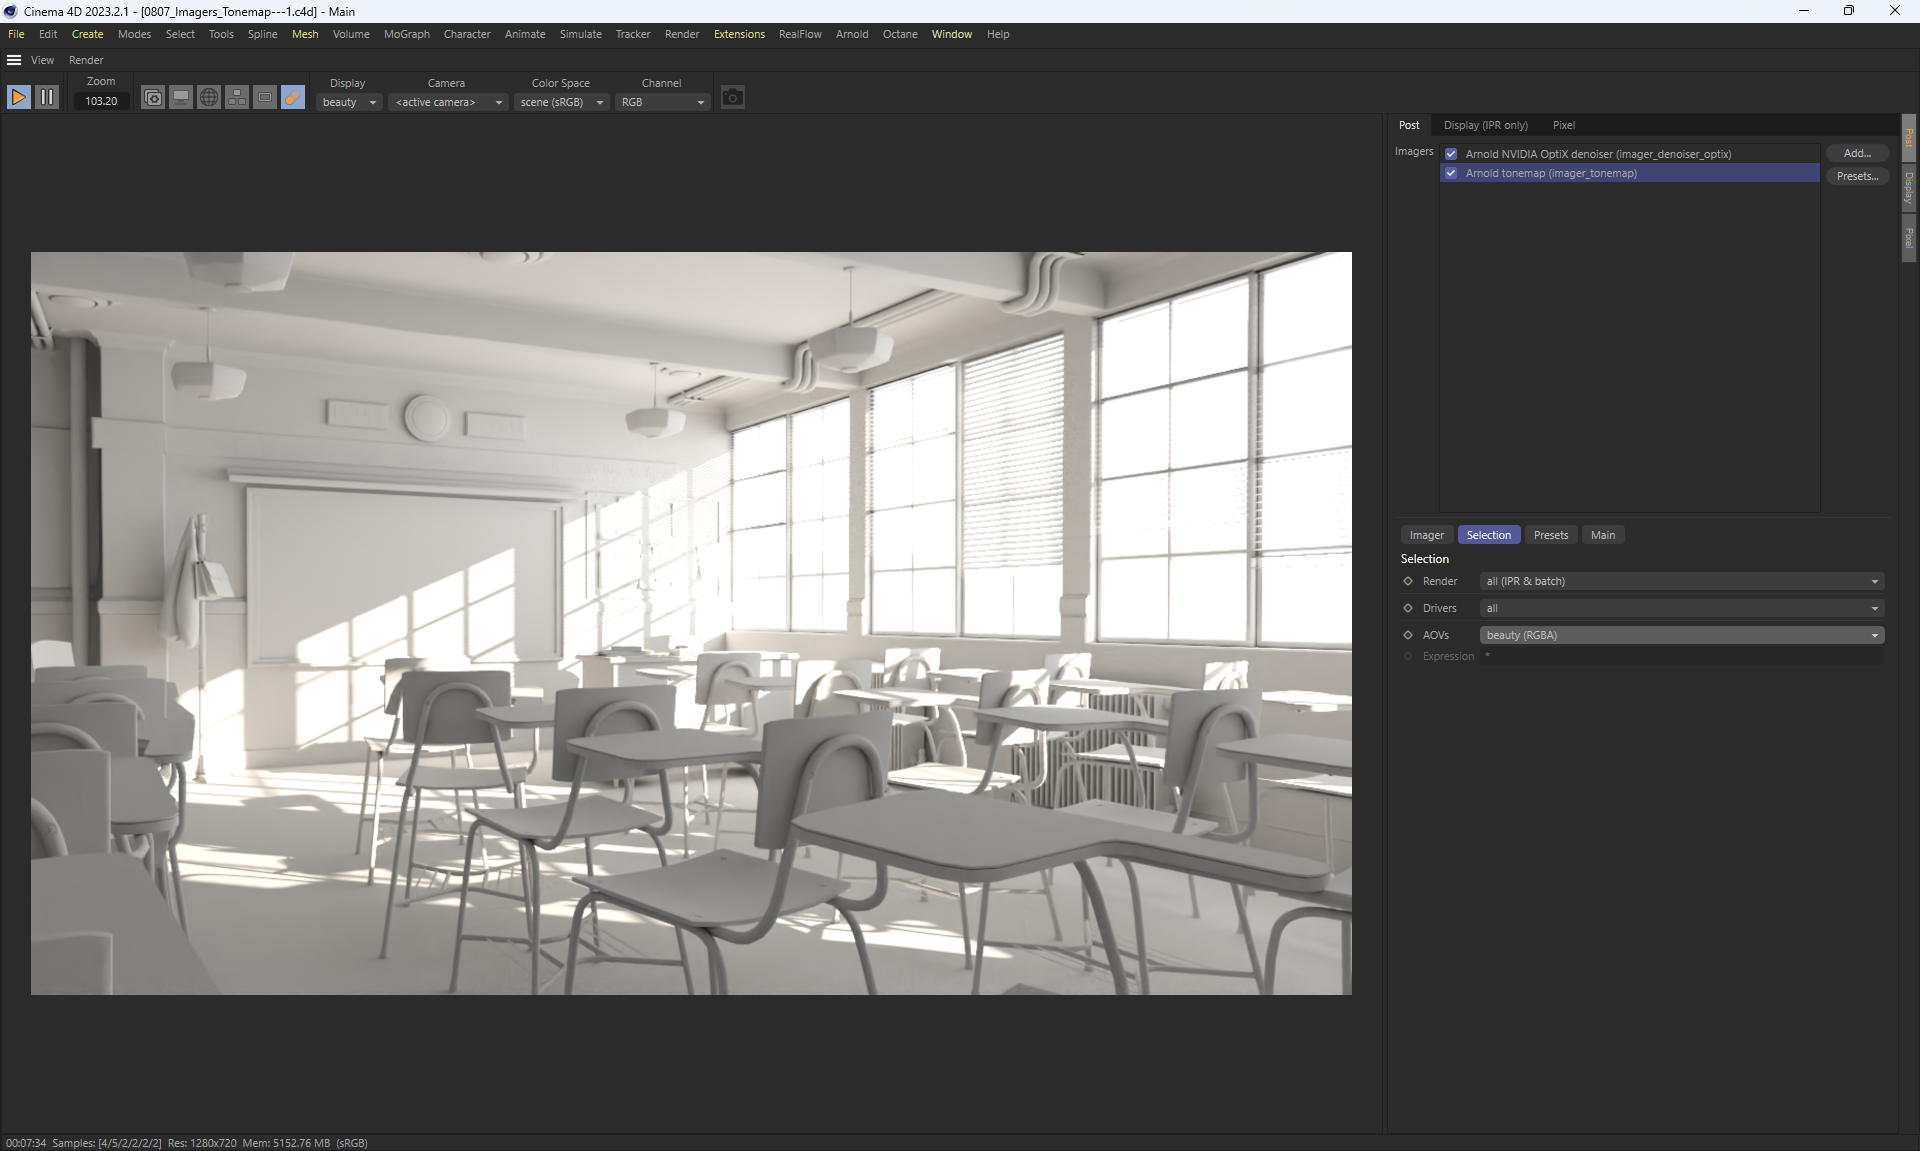 Cinema 4D 2023.2.1 - [0807_Imagers_Tonemap---1.c4d] - Main
File Edit Create Modes Select Tools Spline Mesh Volume MoGraph Character Animate Simulate Tracker Render Extensions RealFlow Arnold Octane Window Help
View Render
Zoom Display Camera Color Space Channel
103.20 beauty <active camera> scene (sRGB) RGB
Post Display (IPR only) Pixel
Imagers Arnold NVIDIA OptiX denoiser (imager_denoiser_optix) Add...
Arnold tonemap (imager_tonemap) Presets...
Post
Display
Pixel
Imager Selection Presets Main
Selection
Render all (IPR & batch)
Drivers all
AOVs beauty (RGBA)
Expression *
00:07:34 Samples: [4/5/2/2/2/2] Res: 1280x720 Mem: 5152.76 MB (sRGB)